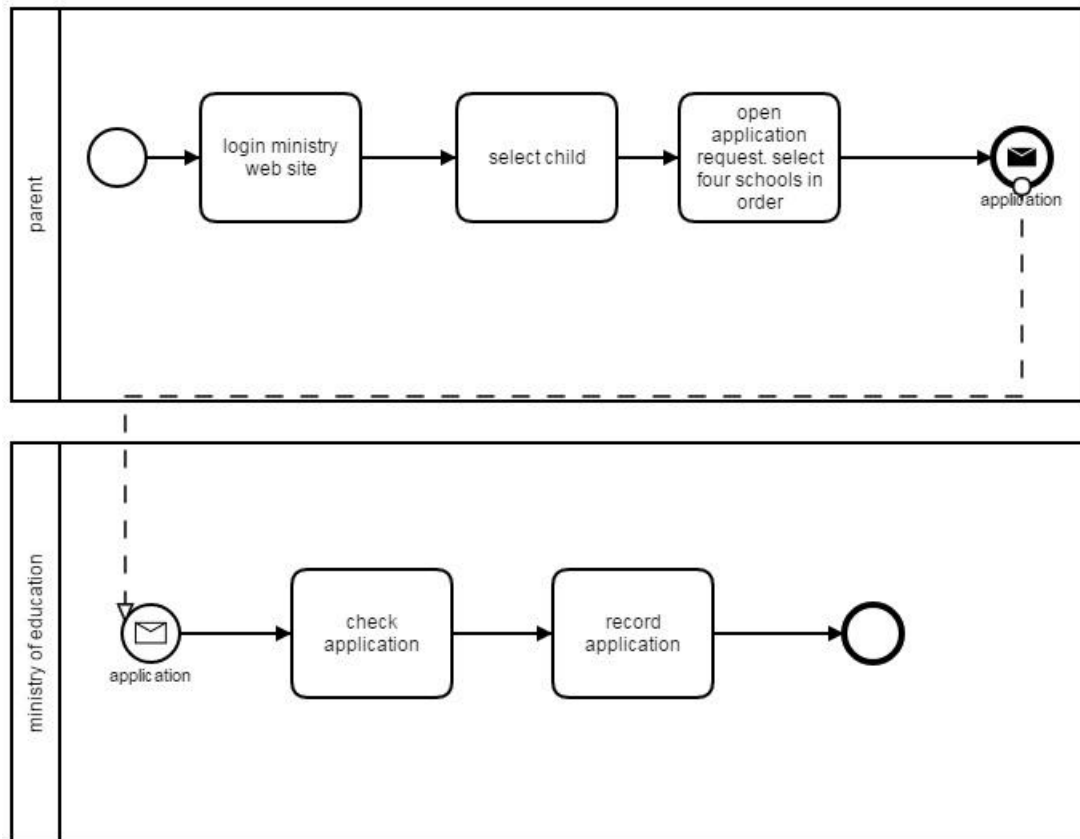 parent
login ministry
web site
select child
open
application
request. select
four schools in
order
application
ministry of education
application
check
application
record
application